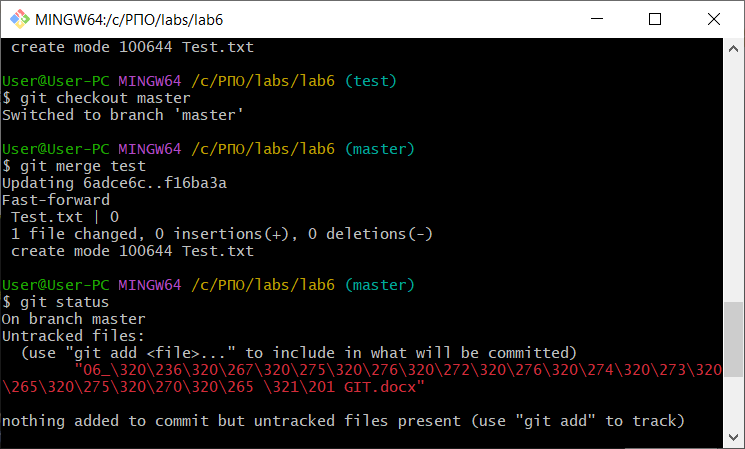 MINGW64:/c/РПО/labs/lab6
 create mode 100644 Test.txt
User@User-PC MINGW64 /c/РПО/labs/lab6 (test)
$ git checkout master
Switched to branch 'master'
User@User-PC MINGW64 /c/РПО/labs/lab6 (master)
$ git merge test
Updating 6adce6c..f16ba3a
Fast-forward
 Test.txt | 0
 1 file changed, 0 insertions(+), 0 deletions(-)
 create mode 100644 Test.txt
User@User-PC MINGW64 /c/РПО/labs/lab6 (master)
$ git status
On branch master
Untracked files:
  (use "git add <file>..." to include in what will be committed)
        "06_\320\236\320\267\320\275\320\276\320\272\320\276\320\274\320\273\320
\265\320\275\320\270\320\265 \321\201 GIT.docx"
nothing added to commit but untracked files present (use "git add" to track)